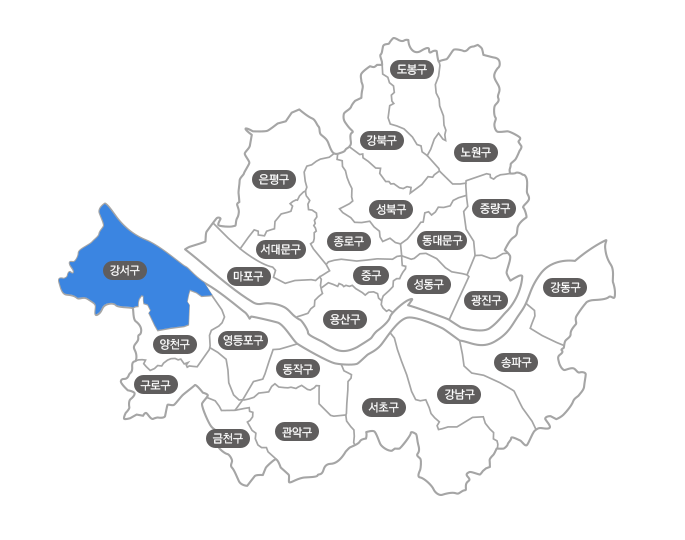 도봉구
강북구
노원구
은평구
성북구
중랑구
종로구
동대문구
서대문구
강서구
마포구
중구
성동구
강동구
광진구
용산구
양천구
영등포구
송파구
동작구
구로구
강남구
서초구
관악구
금천구